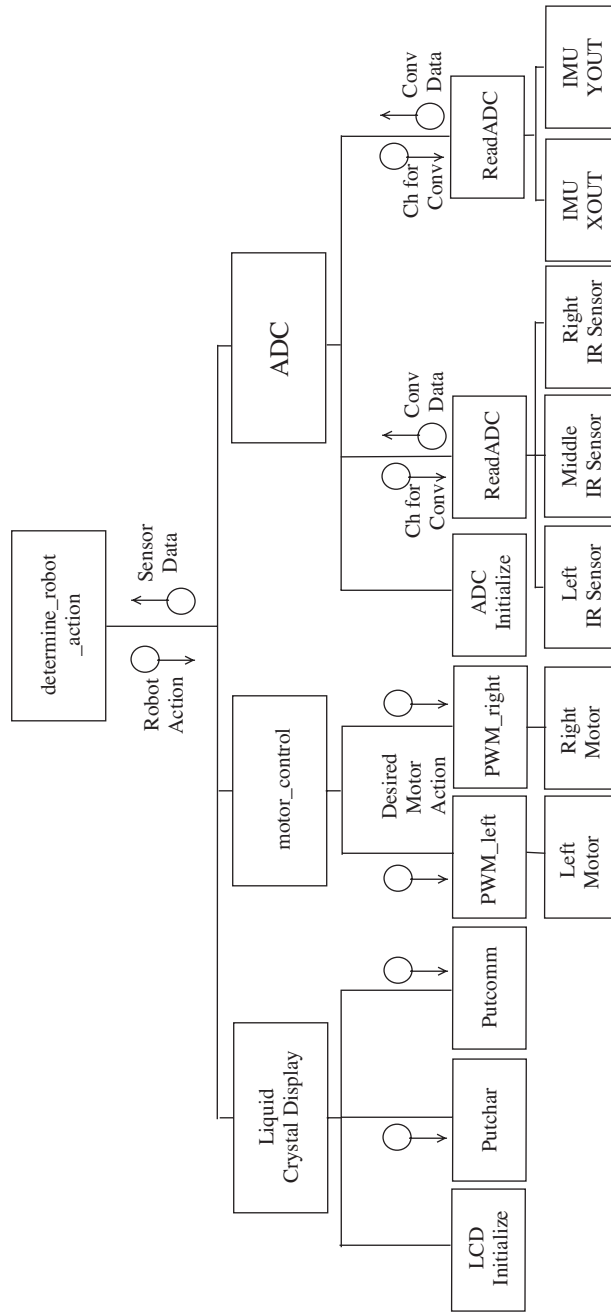 determine_robot
_action
Robot
Action
Sensor
Data
Liquid
Crystal Display
motor_control
ADC
LCD
Initialize
Putchar
Putcomm
Desired
Motor
Action
PWM_left
PWM_right
Left
Motor
Right
Motor
ADC
Initialize
Ch for
Conv
Conv
Data
ReadADC
Left
IR Sensor
Middle
IR Sensor
Right
IR Sensor
Ch for
Conv
Conv
Data
ReadADC
IMU
XOUT
IMU
YOUT